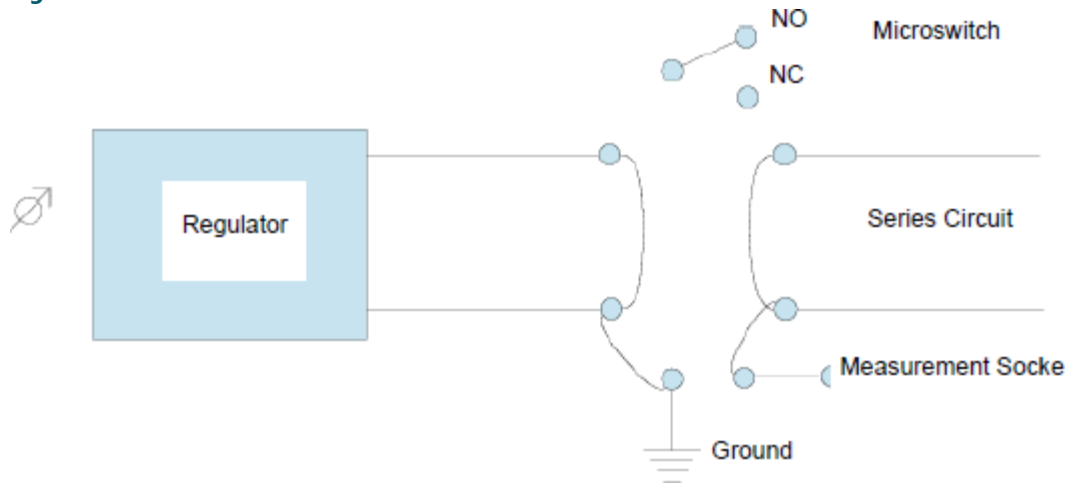 NO
Microswitch
NC
Regulator
Series Circuit
Measurement Socke
Ground